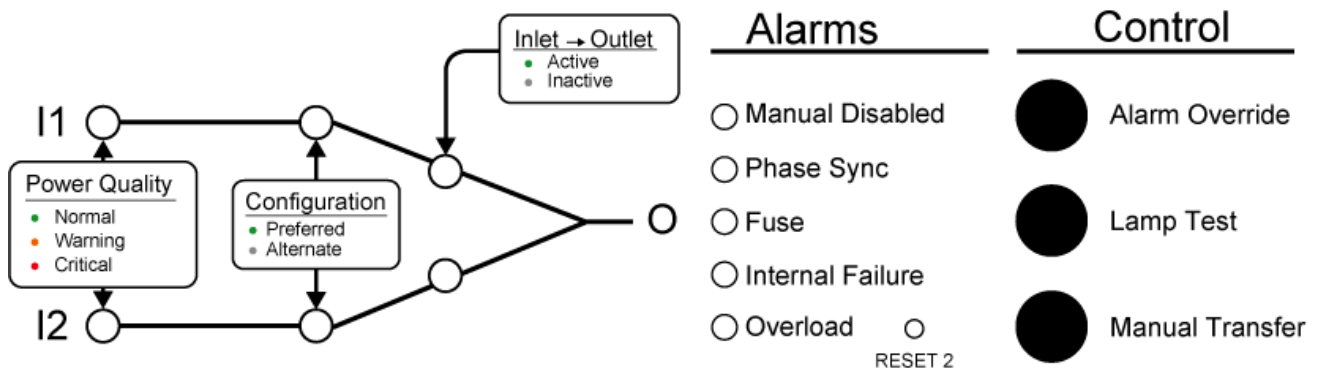 I1
I2
Power Quality
Normal
Warning
Critical
Configuration
Preferred
Alternate
Inlet → Outlet
Active
Inactive
O
Alarms
Manual Disabled
Phase Sync
Fuse
Internal Failure
Overload
RESET 2
Control
Alarm Override
Lamp Test
Manual Transfer